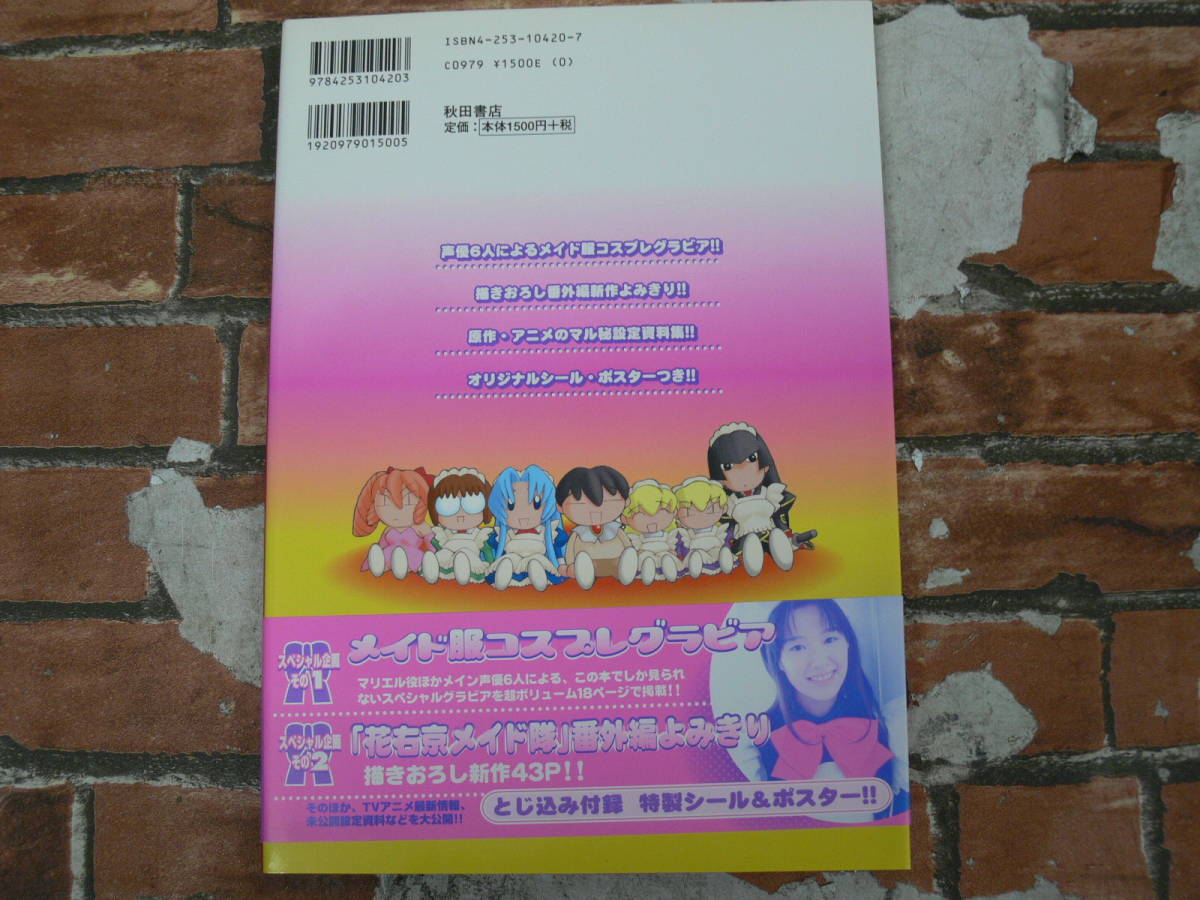 ISBN4-253-10420-7
C0979 ¥1500E (0)
9784253104203
1920979015005
秋田書店
定価：本体1500円+税
声優6人によるメイド服コスプレグラビア!!
描きおろし番外編新作よみきり!!
原作・アニメのマル秘設定資料集!!
オリジナルシール・ポスターつき!!
スペシャル企画
その1
メイド服コスプレグラビア
マリエル役ほかメイン声優6人による、この本でしか見られ
ないスペシャルグラビアを超ボリューム18ページで掲載!!
スペシャル企画
その2
「花右京メイド隊」番外編よみきり
描きおろし新作43P!!
そのほか、TVアニメ最新情報、
未公開設定資料などを大公開!!
とじ込み付録 特製シール&ポスター!!